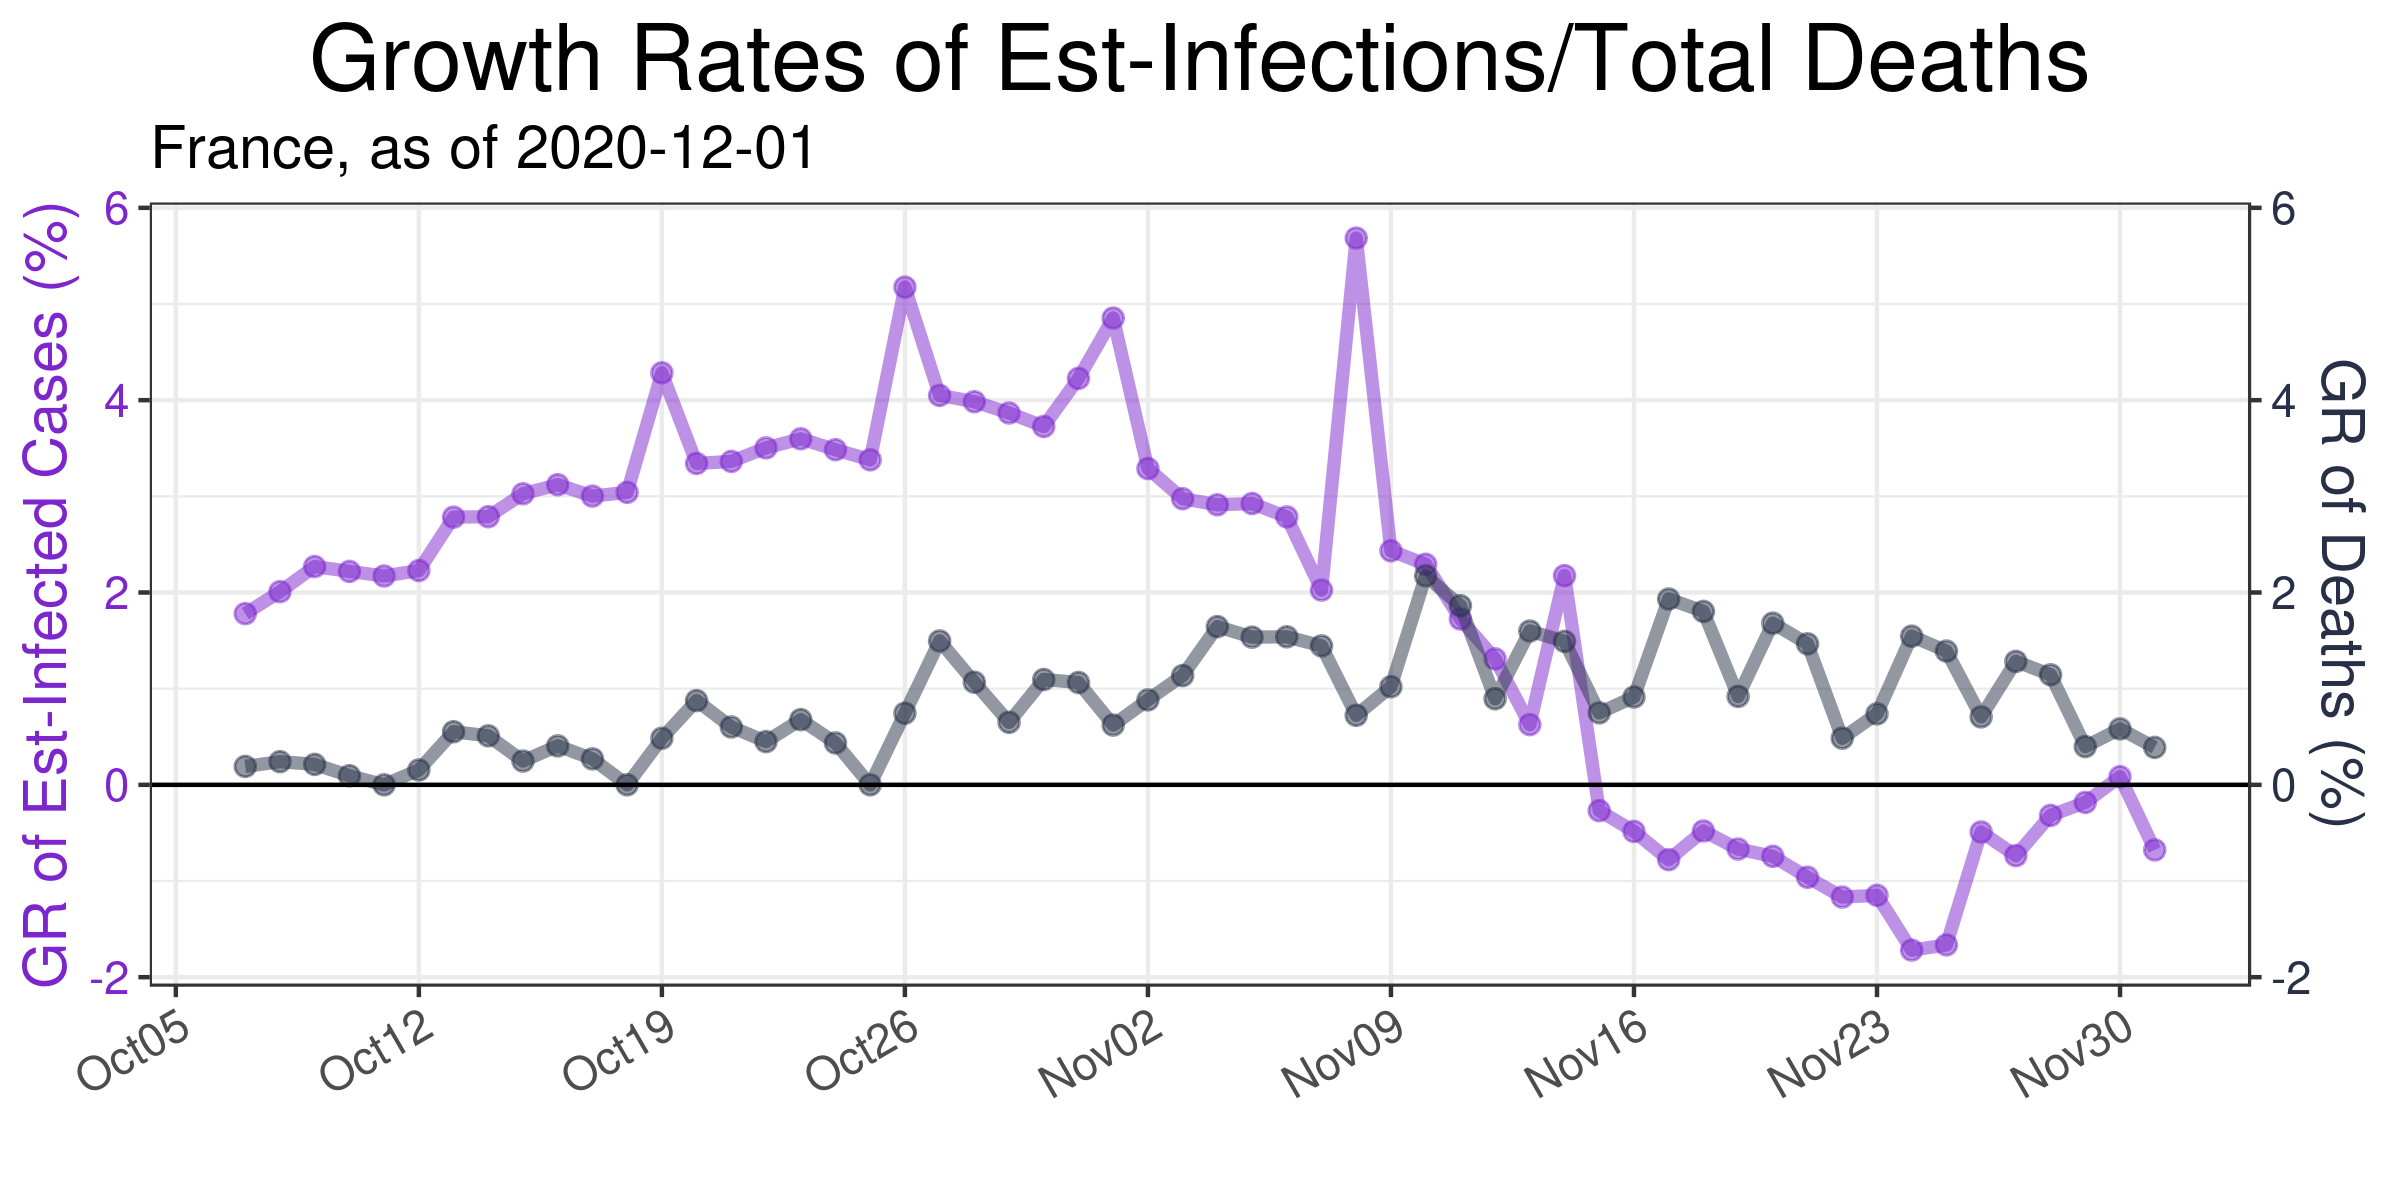 Growth Rates of Est-Infections/Total Deaths
France, as of 2020-12-01
GR of Est-Infected Cases (%)
6
4
2
0
-2
6
4
2
0
-2
GR of Deaths (%)
Oct05
Oct12
Oct19
Oct26
Nov02
Nov09
Nov16
Nov23
Nov30